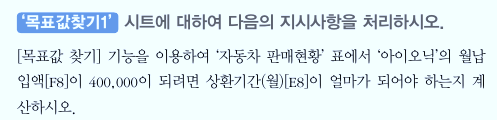 ‘목표값찾기1’ 시트에 대하여 다음의 지시사항을 처리하시오.
[목표값 찾기] 기능을 이용하여 ‘자동차 판매현황’ 표에서 ‘아이오닉’의 월납
입액[F8]이 400,000이 되려면 상환기간(월)[E8]이 얼마가 되어야 하는지 계
산하시오.